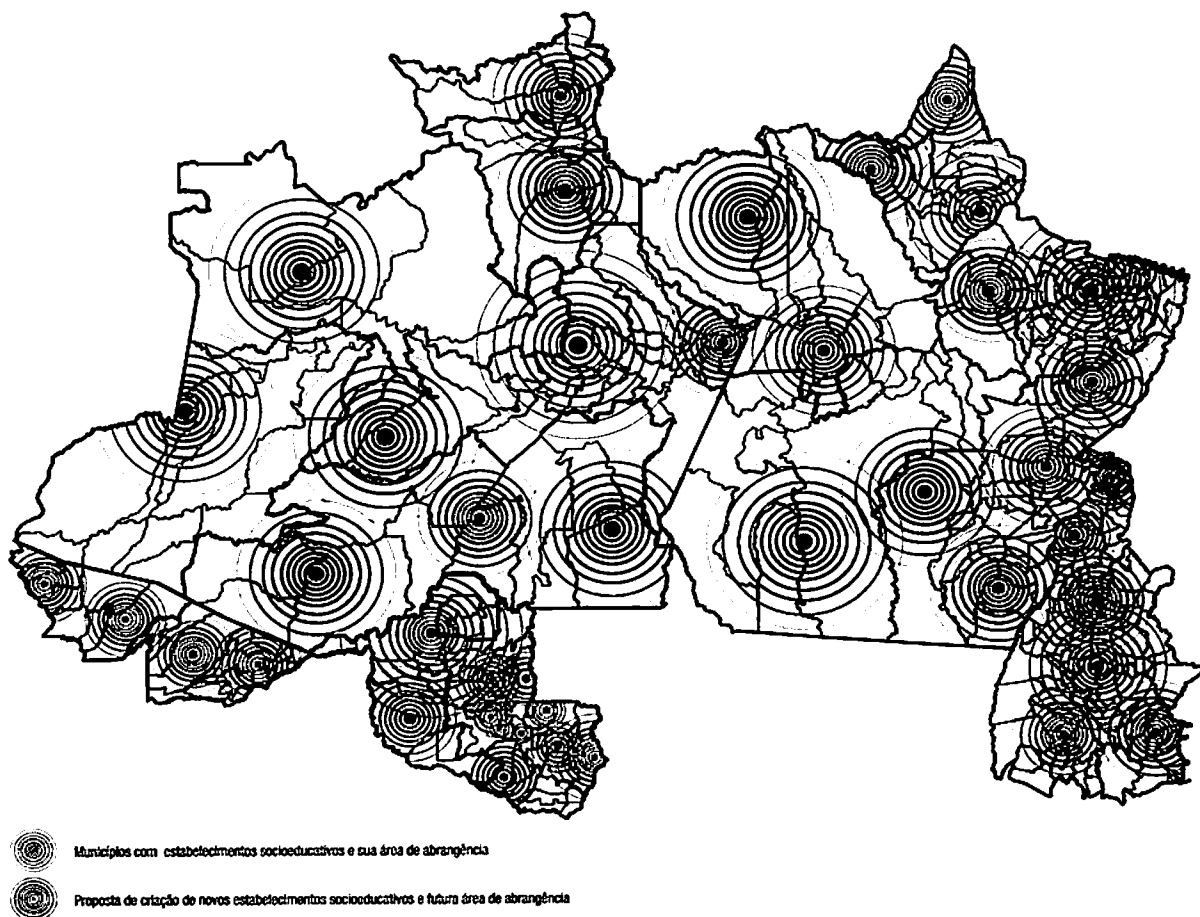 Municípios com estabelecimentos socioeducativos e sua área de abrangência
Proposta de criação de novos estabelecimentos socioeducativos e futura área de abrangência